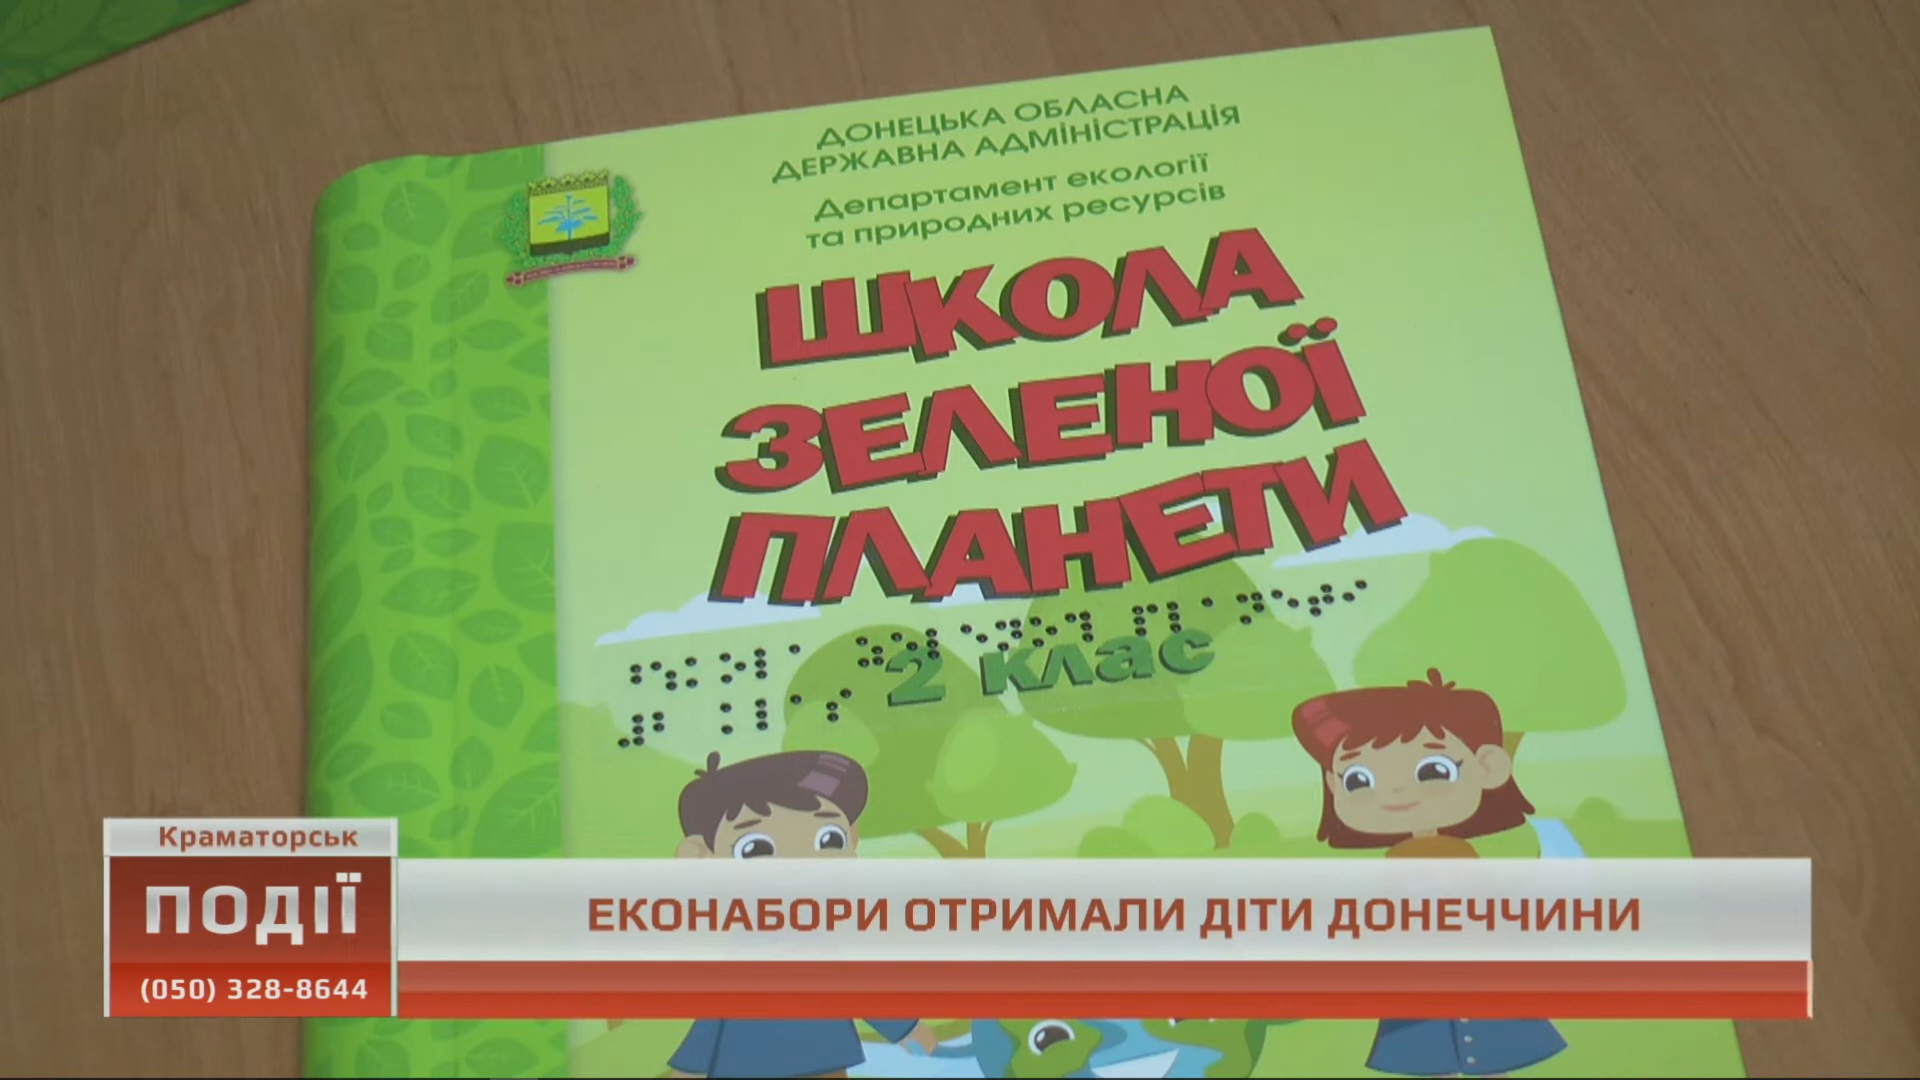 ДОНЕЦЬКА ОБЛАСНА
ДЕРЖАВНА АДМІНІСТРАЦІЯ
Департамент екології
та природних ресурсів
ШКОЛА
ЗЕЛЕНОЇ
ПЛАНЕТИ
2 клас
Краматорськ
ПОДІЇ
(050) 328-8644
ЕКОНАБОРИ ОТРИМАЛИ ДІТИ ДОНЕЧЧИНИ